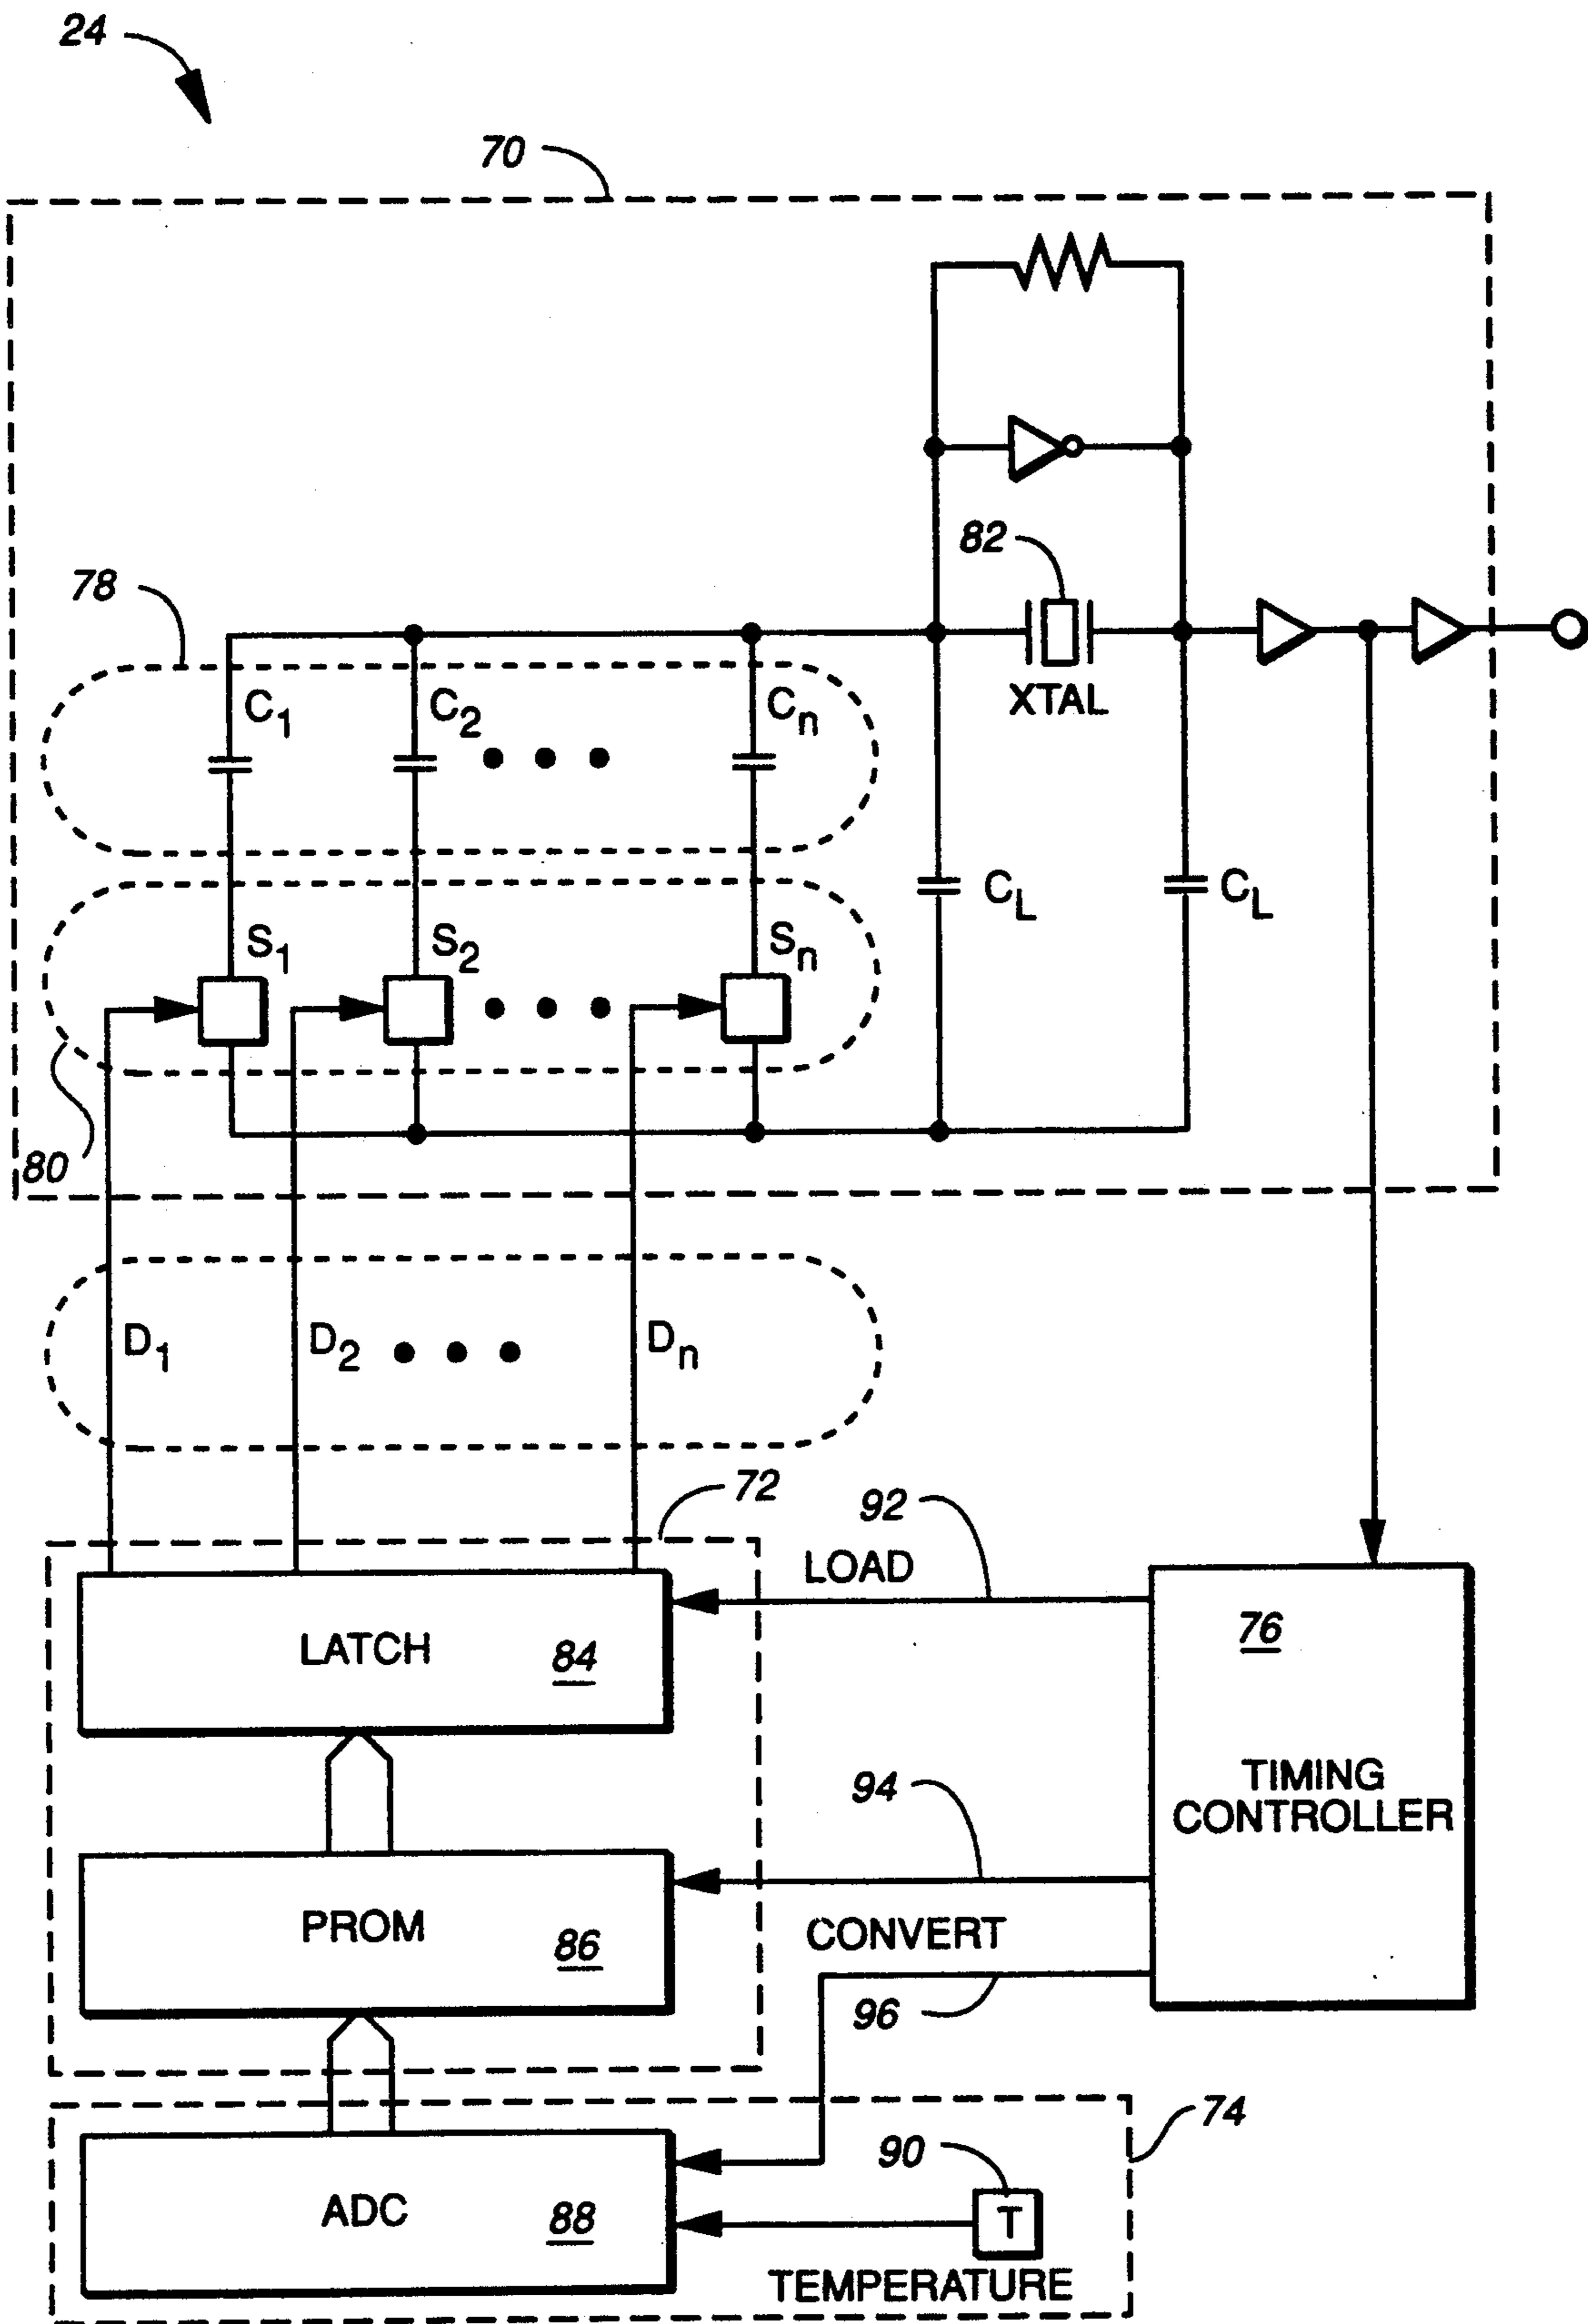 24
70
82
78
XTAL
C1 C2 Cn
CL CL
S1 S2 Sn
80
D1 D2 Dn
72
92
LOAD
76
LATCH 84
TIMING
CONTROLLER
94
PROM 86
CONVERT
96
74
90
ADC 88
T
TEMPERATURE